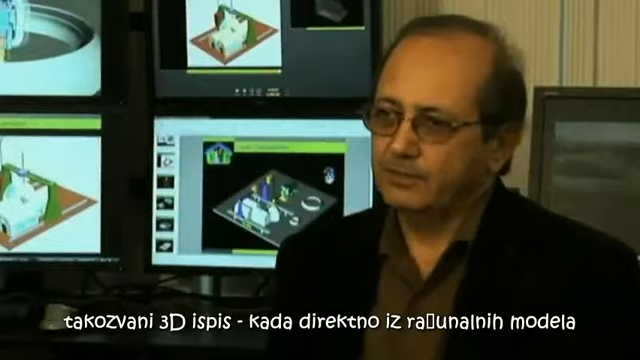 takozvani 3D ispis - kada direktno iz ra▯unalnih modela